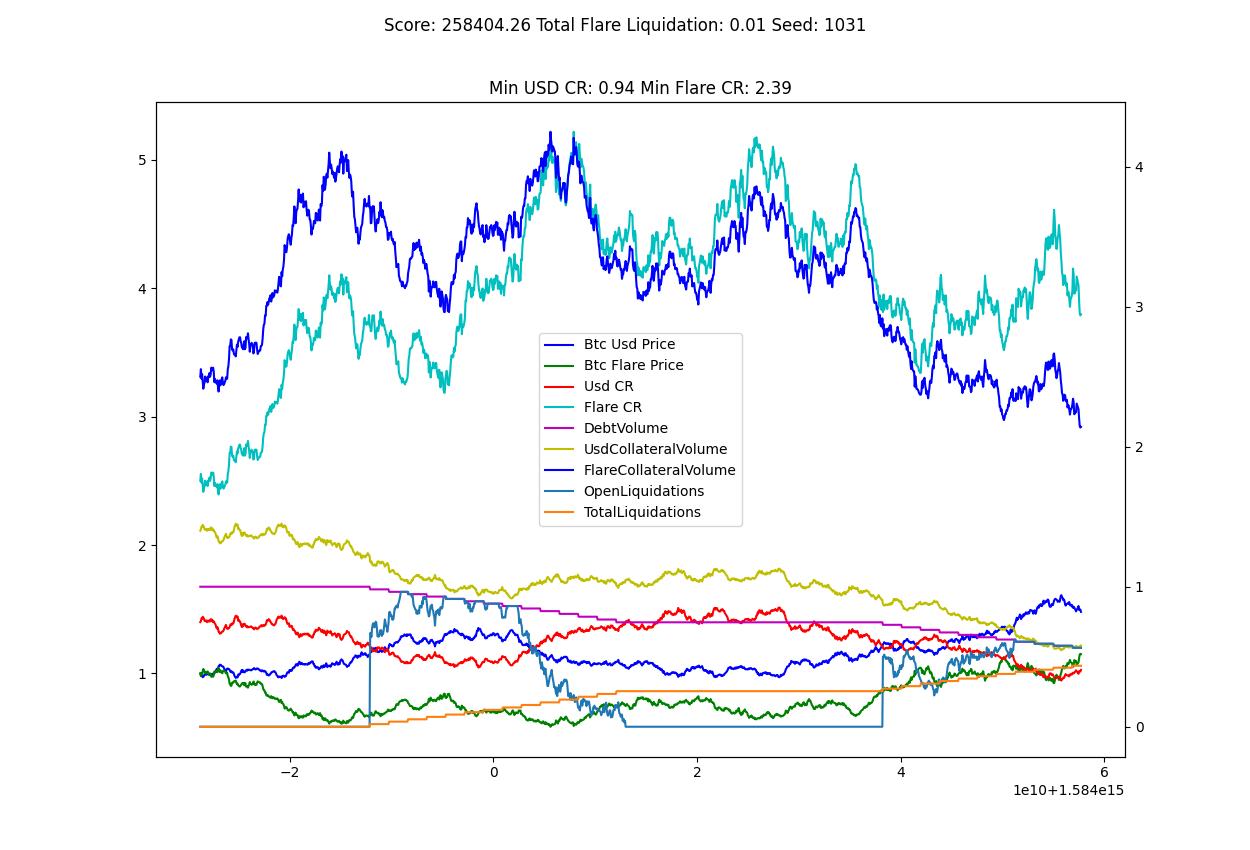 Score: 258404.26 Total Flare Liquidation: 0.01 Seed: 1031
Min USD CR: 0.94 Min Flare CR: 2.39
5
4
3
2
1
4
3
2
1
0
Btc Usd Price
Btc Flare Price
Usd CR
Flare CR
DebtVolume
UsdCollateralVolume
FlareCollateralVolume
OpenLiquidations
TotalLiquidations
−2 0 2 4 6
1e10+1.584e15